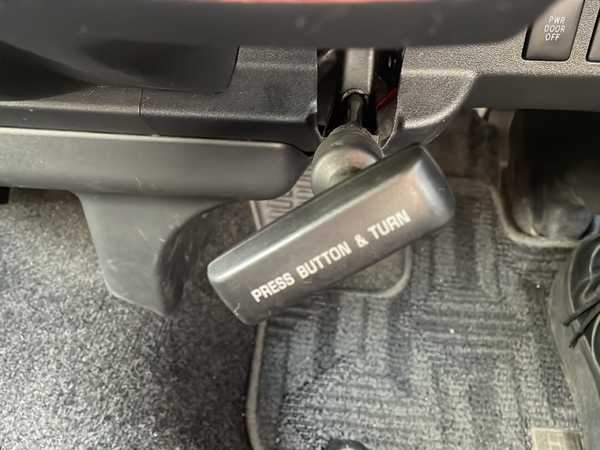 PWR
DOOR
OFF
PRESS BUTTON & TURN